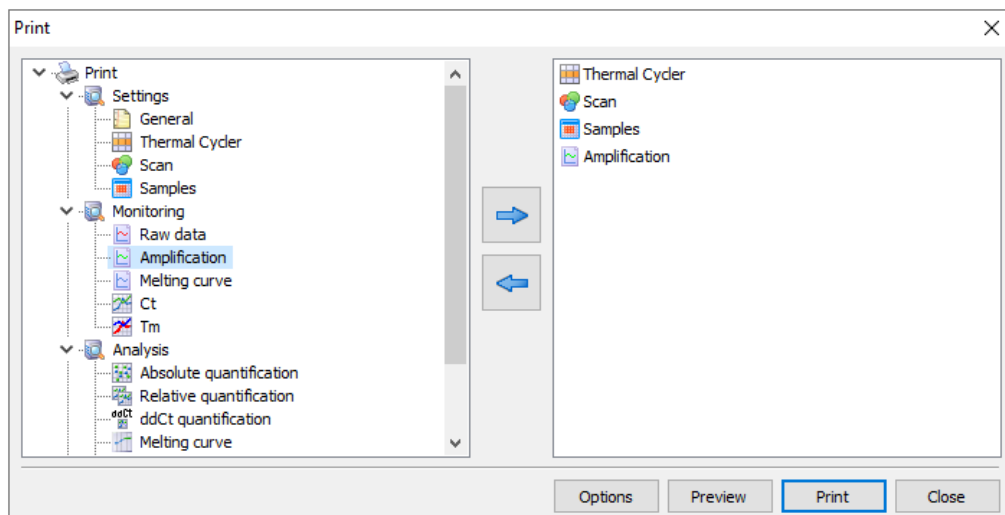 Print
Print
Settings
General
Thermal Cycler
Scan
Samples
Monitoring
Raw data
Amplification
Melting curve
Ct
Tm
Analysis
Absolute quantification
Relative quantification
ddCt
ddCt quantification
Melting curve
Thermal Cycler
Scan
Samples
Amplification
Options
Preview
Print
Close